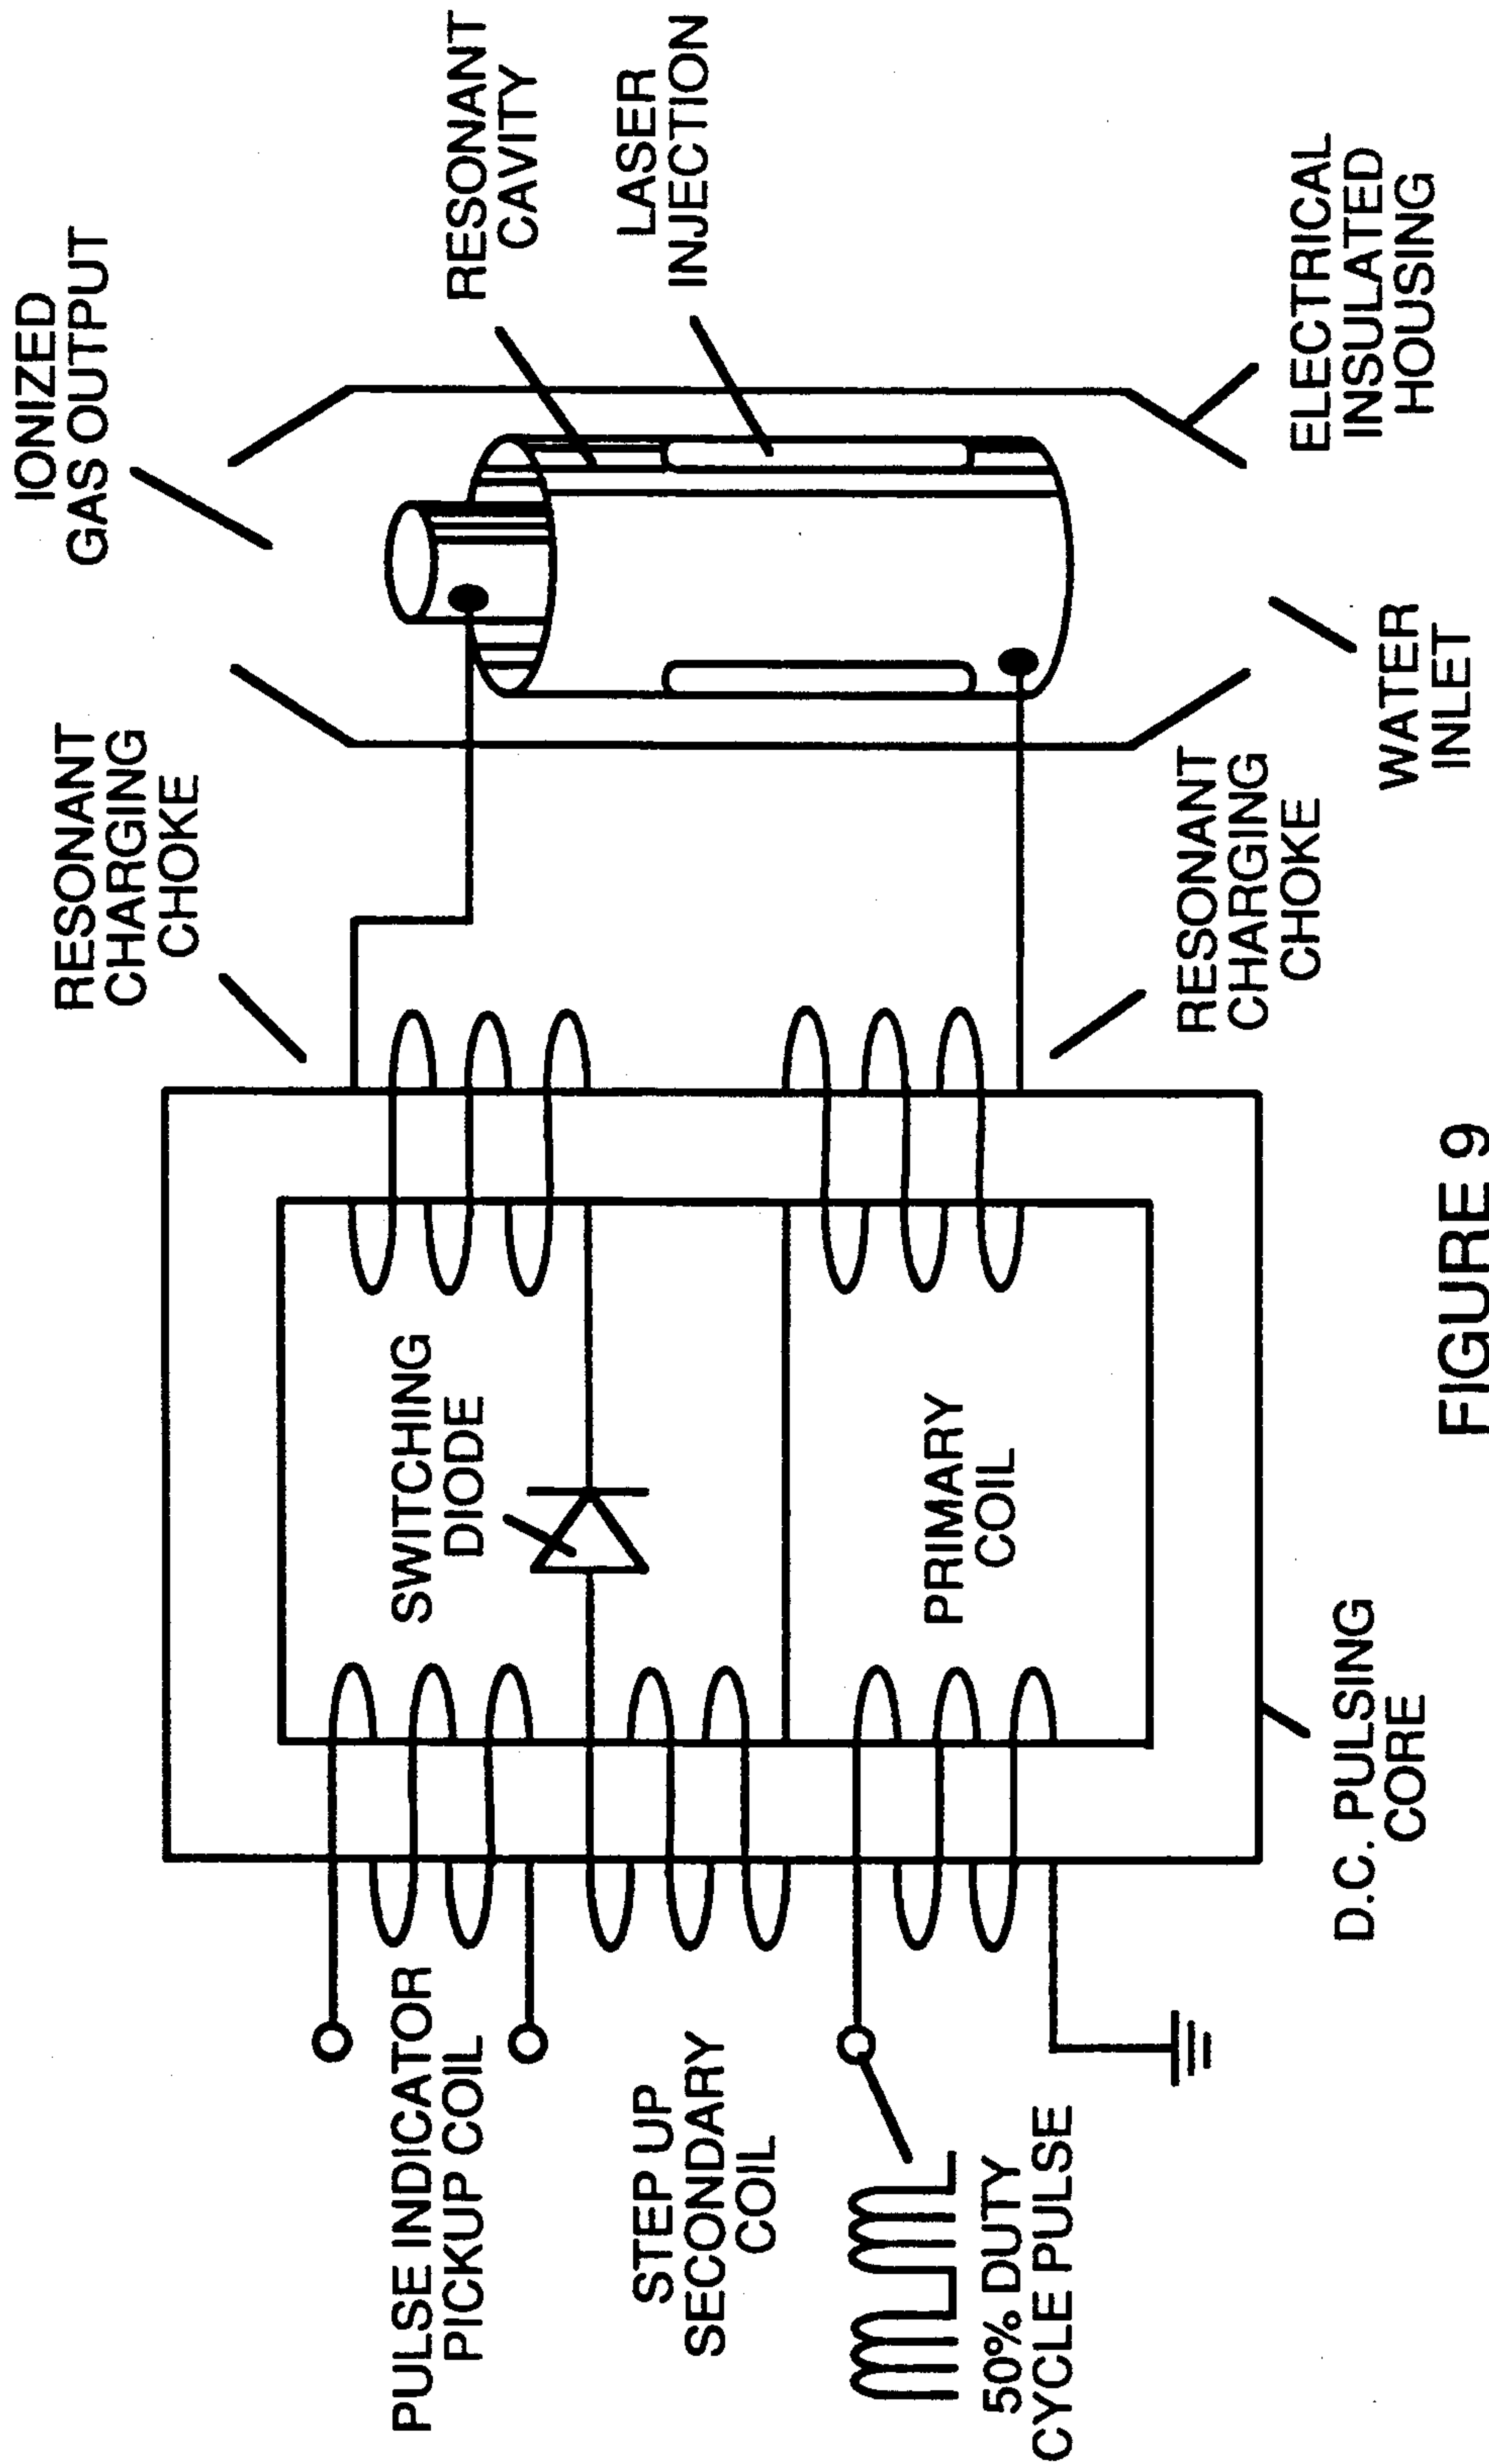 IONIZED
GAS OUTPUT
RESONANT
CAVITY
LASER
INJECTION
RESONANT
CHARGING
CHOKE
SWITCHING
DIODE
PULSE INDICATOR
PICKUP COIL
STEP UP
SECONDARY
COIL
PRIMARY
COIL
50% DUTY
CYCLE PULSE
RESONANT
CHARGING
CHOKE
ELECTRICAL
INSULATED
HOUSING
WATER
INLET
D.C. PULSING
CORE
FIGURE 9